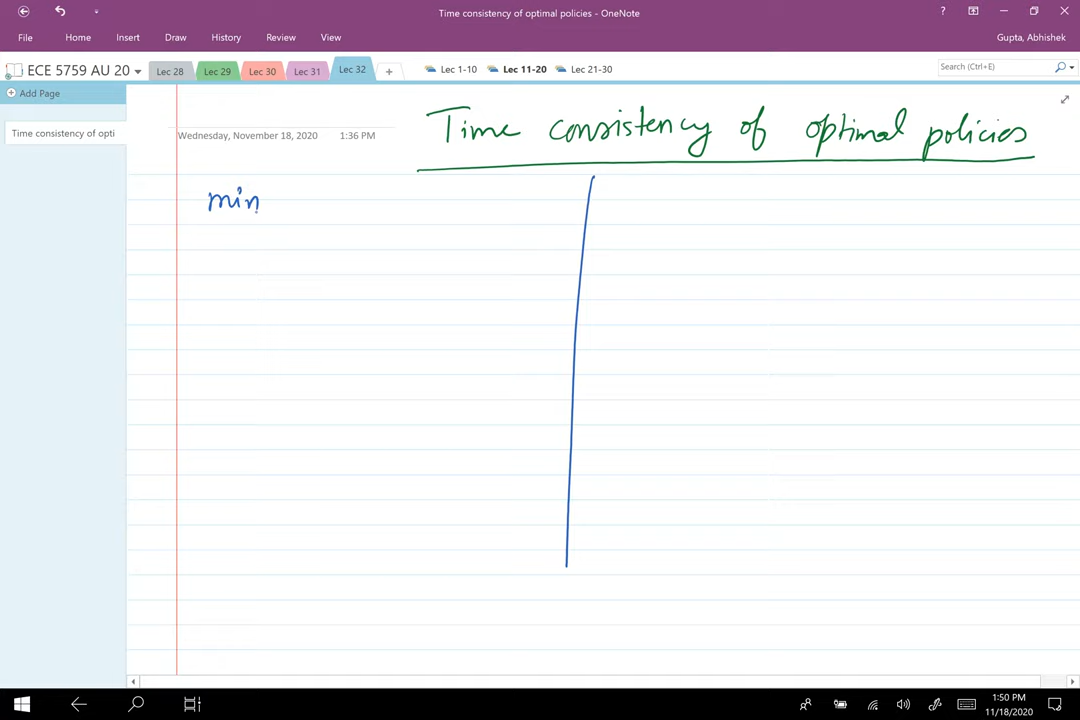 Time consistency of optimal policies - OneNote
?
File Home Insert Draw History Review View
Gupta, Abhishek
ECE 5759 AU 20
Lec 28 Lec 29 Lec 30 Lec 31 Lec 32 +
Lec 1-10 Lec 11-20 Lec 21-30
Search (Ctrl+E)
Add Page
Time consistency of opti
Wednesday, November 18, 2020 1:36 PM
Time consistency of optimal policies
min
1:50 PM
11/18/2020